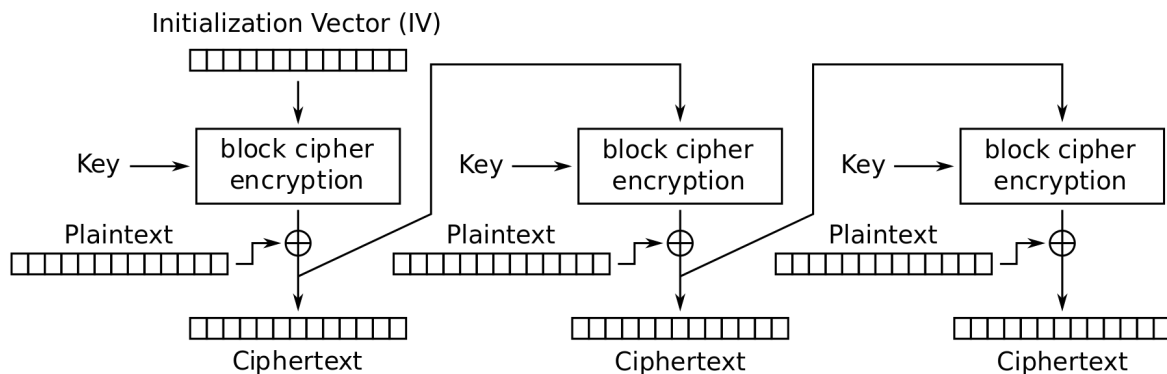 Initialization Vector (IV)
Key
block cipher
encryption
Key
block cipher
encryption
Key
block cipher
encryption
Plaintext
Plaintext
Plaintext
Ciphertext
Ciphertext
Ciphertext